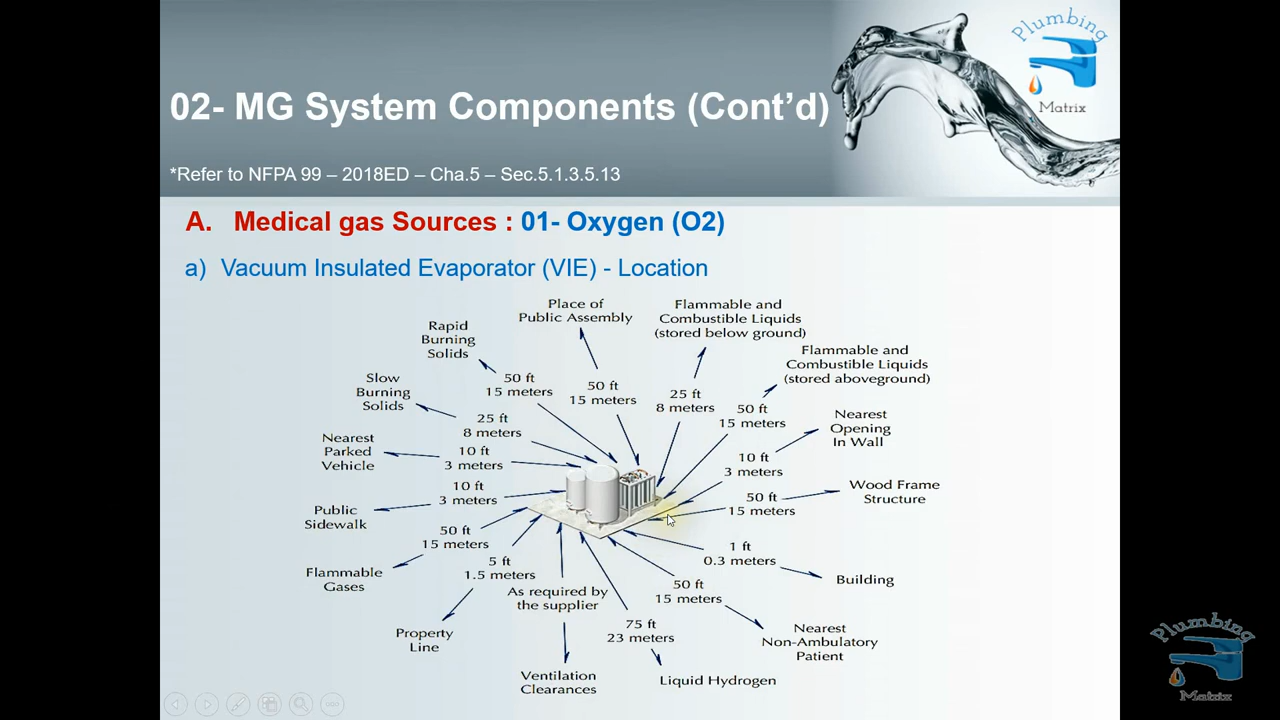 Plumbing
Matrix
02- MG System Components (Cont’d)
*Refer to NFPA 99 – 2018ED – Cha.5 – Sec.5.1.3.5.13
A. Medical gas Sources : 01- Oxygen (O2)
a) Vacuum Insulated Evaporator (VIE) - Location
Place of
Public Assembly
50 ft
15 meters
Flammable and
Combustible Liquids
(stored below ground)
25 ft
8 meters
Flammable and
Combustible Liquids
(stored aboveground)
50 ft
15 meters
Nearest
Opening
In Wall
10 ft
3 meters
Wood Frame
Structure
50 ft
15 meters
Building
1 ft
0.3 meters
Nearest
Non-Ambulatory
Patient
50 ft
15 meters
Liquid Hydrogen
75 ft
23 meters
As required by
the supplier
Ventilation
Clearances
5 ft
1.5 meters
Property
Line
50 ft
15 meters
Flammable
Gases
10 ft
3 meters
Public
Sidewalk
10 ft
3 meters
Nearest
Parked
Vehicle
25 ft
8 meters
Slow
Burning
Solids
50 ft
15 meters
Rapid
Burning
Solids
Plumbing
Matrix